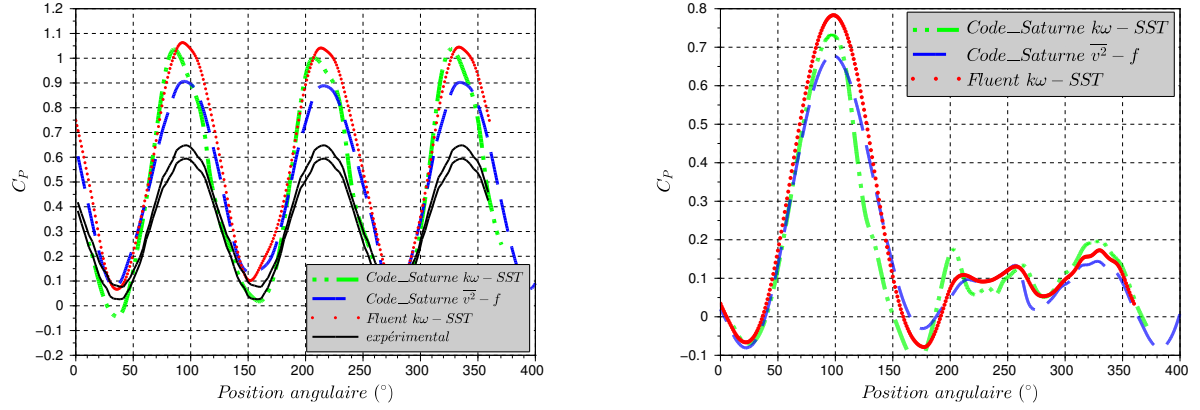 1.2
1.1
1
0.9
0.8
0.7
0.6
0.5
0.4
0.3
0.2
0.1
0
−0.1
−0.2
C_P
0 50 100 150 200 250 300 350 400
Position angulaire (°)
Code_Saturne kω − SST
Code_Saturne \overline{v²} − f
Fluent kω − SST
expérimental
0.8
0.7
0.6
0.5
0.4
0.3
0.2
0.1
0
−0.1
C_P
0 50 100 150 200 250 300 350 400
Position angulaire (°)
Code_Saturne kω − SST
Code_Saturne \overline{v²} − f
Fluent kω − SST